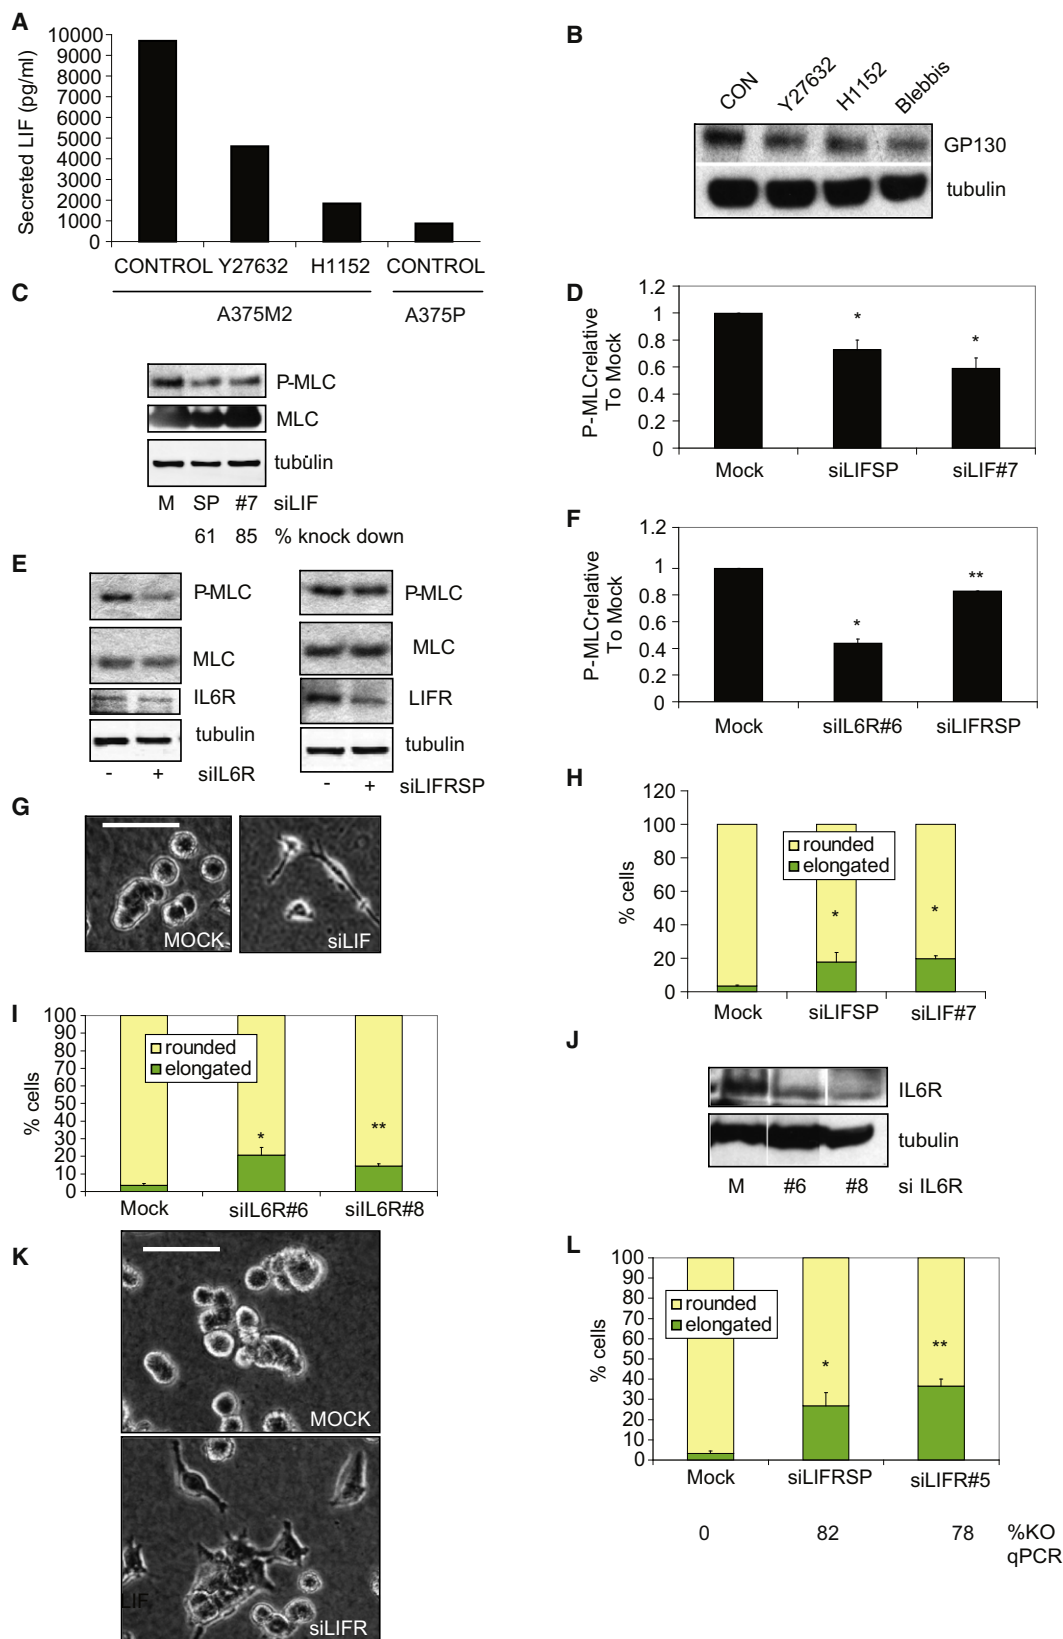 A
10000
9000
8000
7000
6000
5000
4000
3000
2000
1000
0
Secreted LIF (pg/ml)
CONTROL Y27632 H1152 CONTROL
A375M2 A375P
B
CON Y27632 H1152 Blebbis
GP130
tubulin
C
P-MLC
MLC
tubulin
M SP #7 siLIF
61 85 % knock down
D
1.2
1
0.8
0.6
0.4
0.2
0
P-MLCrelative
To Mock
* *
Mock siLIFSP siLIF#7
E
P-MLC
MLC
IL6R
tubulin
- + siIL6R
P-MLC
MLC
LIFR
tubulin
- + siLIFRSP
F
1.2
1
0.8
0.6
0.4
0.2
0
P-MLCrelative
To Mock
* **
Mock siIL6R#6 siLIFRSP
G
MOCK
siLIF
H
120
100
80
60
40
20
0
% cells
rounded
elongated
* *
Mock siLIFSP siLIF#7
I
100
90
80
70
60
50
40
30
20
10
0
% cells
rounded
elongated
* **
Mock siIL6R#6 siIL6R#8
J
IL6R
tubulin
M #6 #8 si IL6R
K
MOCK
LIF
siLIFR
L
100
90
80
70
60
50
40
30
20
10
0
% cells
rounded
elongated
* **
Mock siLIFRSP siLIFR#5
0 82 78 %KO
qPCR